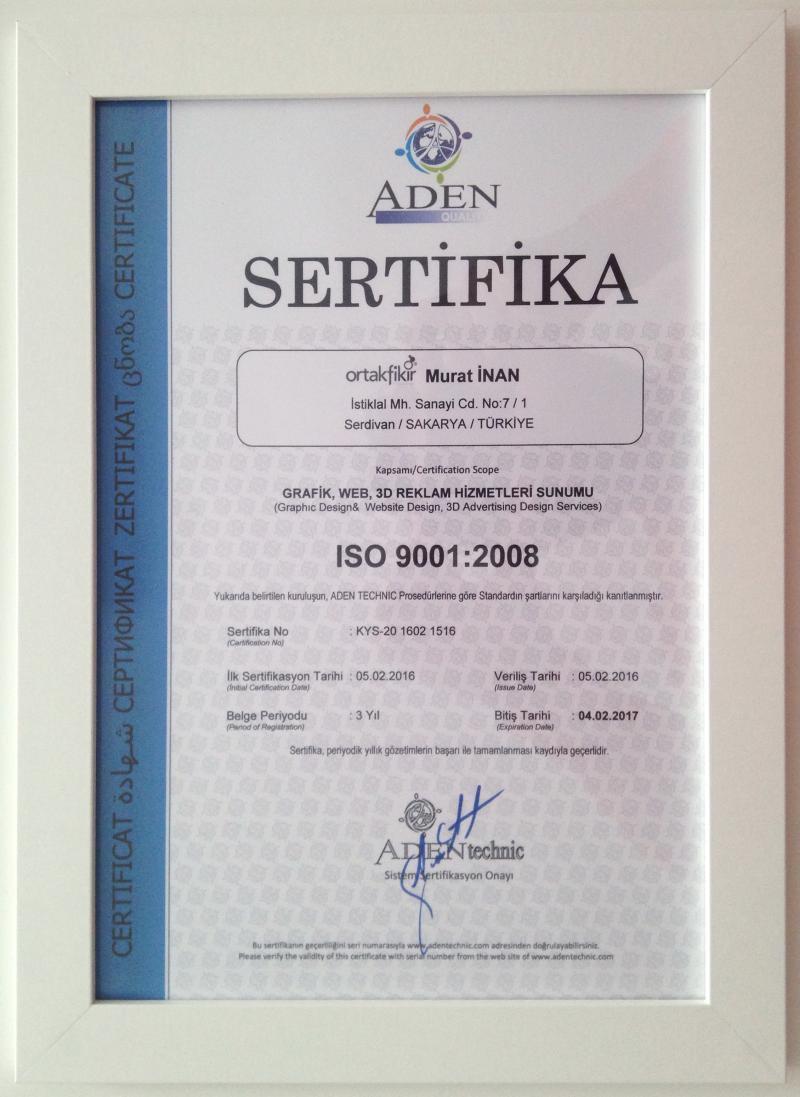 CERTIFICAT شهادة СЕРТИФИКАТ ZERTIFIKAT ცნობა CERTIFICATE
ADEN
QUALITY
SERTİFİKA
ortakfikir Murat İNAN
İstiklal Mh. Sanayi Cd. No:7 / 1
Serdivan / SAKARYA / TÜRKİYE
Kapsamı/Certification Scope
GRAFİK, WEB, 3D REKLAM HİZMETLERİ SUNUMU
(Graphic Design& Website Design, 3D Advertising Design Services)
ISO 9001:2008
Yukarıda belirtilen kuruluşun, ADEN TECHNIC Prosedürlerine göre Standardın şartlarını karşıladığı kanıtlanmıştır.
Sertifika No : KYS-20 1602 1516
(Certification No)
İlk Sertifikasyon Tarihi : 05.02.2016 Veriliş Tarihi : 05.02.2016
(Initial Certification Date) (Issue Date)
Belge Periyodu : 3 Yıl Bitiş Tarihi : 04.02.2017
(Period of Registration) (Expiration Date)
Sertifika, periyodik yıllık gözetimlerin başarı ile tamamlanması kaydıyla geçerlidir.
ADEN technic
Sistem Sertifikasyon Onayı
Bu sertifikanın geçerliliğini seri numarasıyla www.adentechnic.com adresinden doğrulayabilirsiniz.
Please verify the validity of this certificate with serial number from the web site of www.adentechnic.com